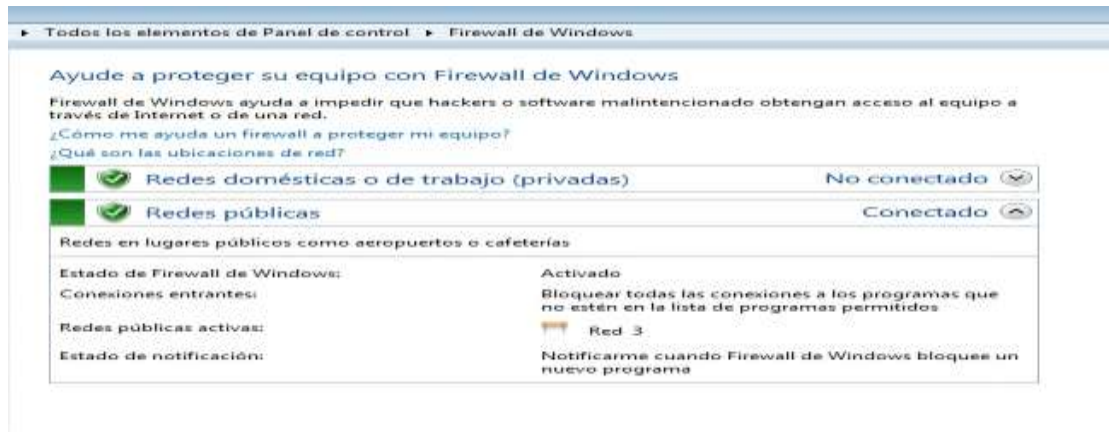 Todos los elementos de Panel de control ▸ Firewall de Windows
Ayude a proteger su equipo con Firewall de Windows
Firewall de Windows ayuda a impedir que hackers o software malintencionado obtengan acceso al equipo a
través de Internet o de una red.
¿Cómo me ayuda un firewall a proteger mi equipo?
¿Qué son las ubicaciones de red?
Redes domésticas o de trabajo (privadas) No conectado
Redes públicas Conectado
Redes en lugares públicos como aeropuertos o cafeterías
Estado de Firewall de Windows: Activado
Conexiones entrantes: Bloquear todas las conexiones a los programas que
no estén en la lista de programas permitidos
Redes públicas activas: Red 3
Estado de notificación: Notificarme cuando Firewall de Windows bloquee un
nuevo programa